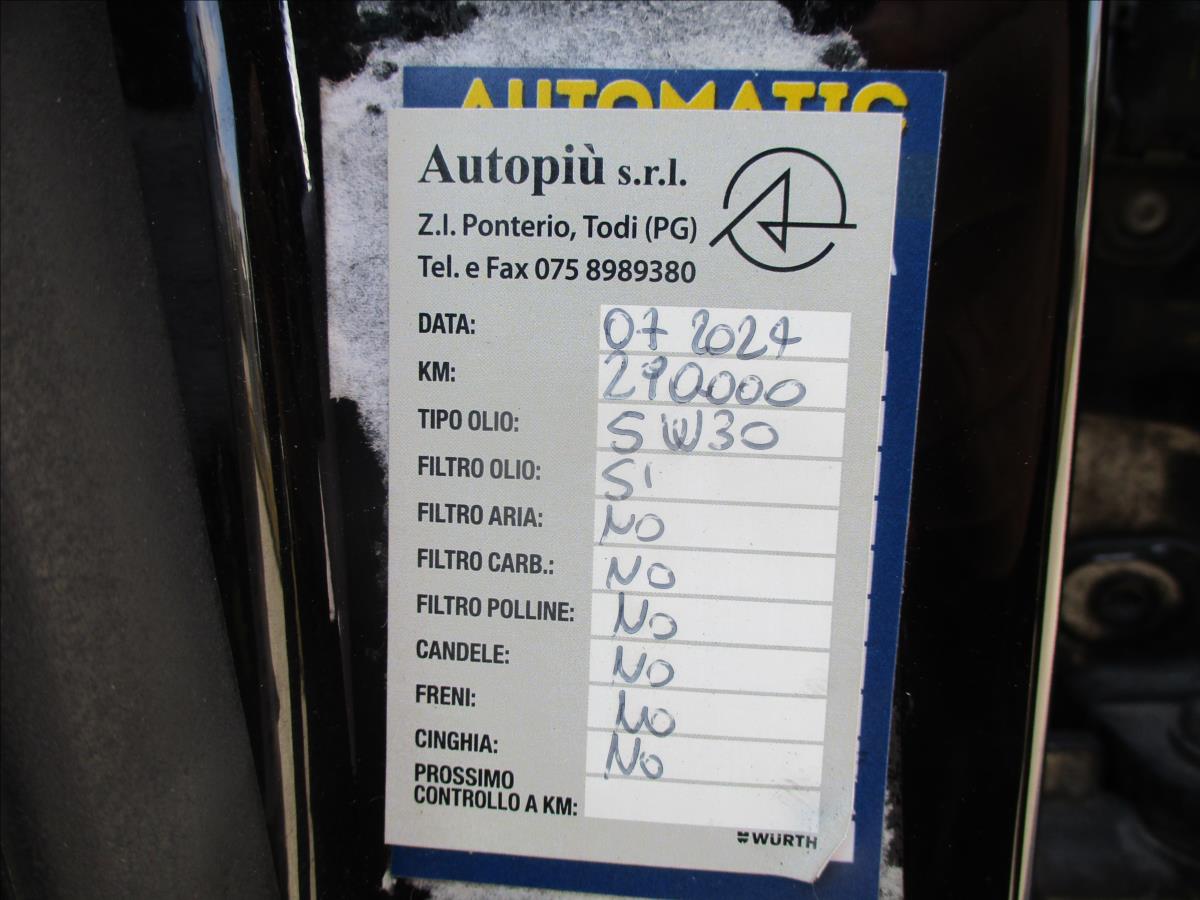 AUTOMATIC
Autopiù s.r.l.
Z.I. Ponterio, Todi (PG)
Tel. e Fax 075 8989380
DATA: 07 2024
KM: 290000
TIPO OLIO: 5W30
FILTRO OLIO: SI
FILTRO ARIA: NO
FILTRO CARB.: NO
FILTRO POLLINE: NO
CANDELE: NO
FRENI: NO
CINGHIA: NO
PROSSIMO
CONTROLLO A KM:
WÜRTH